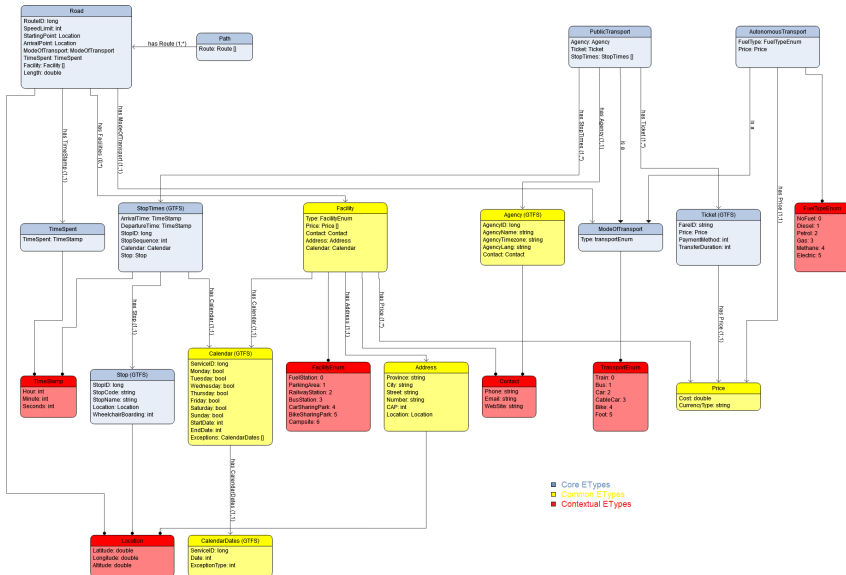 Road
RouteID: long
SpeedLimit: int
StartingPoint: Location
ArrivalPoint: Location
ModeOfTransport: ModeOfTransport
TimeSpent: TimeSpent
Facility: Facility []
Length: double
has Route (1;*)
Path
Route: Route []
PublicTransport
Agency: Agency
Ticket: Ticket
StopTimes: StopTimes []
AutonomousTransport
FuelType: FuelTypeEnum
Price: Price
has TimeStamp (1;1)
has Facilities (0;*)
has ModeOfTransport (1;1)
has StopTimes (1;*)
has Agency (1;1)
is a
has Ticket (1;*)
is a
has Price (1;1)
TimeSpent
TimeSpent: TimeStamp
StopTimes (GTFS)
ArrivalTime: TimeStamp
DepartureTime: TimeStamp
StopID: long
StopSequence: int
Calendar: Calendar
Stop: Stop
Facility
Type: FacilityEnum
Price: Price []
Contact: Contact
Address: Address
Calendar: Calendar
Agency (GTFS)
AgencyID: long
AgencyName: string
AgencyTimezone: string
AgencyLang: string
Contact: Contact
ModeOfTransport
Type: transportEnum
Ticket (GTFS)
FareID: string
Price: Price
PaymentMethod: int
TransferDuration: int
FuelTypeEnum
NoFuel: 0
Diesel: 1
Petrol: 2
Gas: 3
Methane: 4
Electric: 5
has Stop (1;1)
has Calendar (1;1)
has Calendar (1;1)
has Address (1;1)
has Price (1;*)
has Price (1;1)
TimeStamp
Hour: int
Minute: int
Seconds: int
Stop (GTFS)
StopID: long
StopCode: string
StopName: string
Location: Location
WheelchairBoarding: int
Calendar (GTFS)
ServiceID: long
Monday: bool
Tuesday: bool
Wednesday: bool
Thursday: bool
Friday: bool
Saturday: bool
Sunday: bool
StartDate: int
EndDate: int
Exceptions: CalendarDates []
FacilityEnum
FuelStation: 0
ParkingArea: 1
RailwayStation: 2
BusStation: 3
CarSharingPark: 4
BikeSharingPark: 5
Campsite: 6
Address
Province: string
City: string
Street: string
Number: string
CAP: int
Location: Location
Contact
Phone: string
Email: string
WebSite: string
TransportEnum
Train: 0
Bus: 1
Car: 2
CableCar: 3
Bike: 4
Foot: 5
Price
Cost: double
CurrencyType: string
has CalendarDates (1;1)
Core ETypes
Common ETypes
Contextual ETypes
Location
Latitude: double
Longitude: double
Altitude: double
CalendarDates (GTFS)
ServiceID: long
Date: int
ExceptionType: int